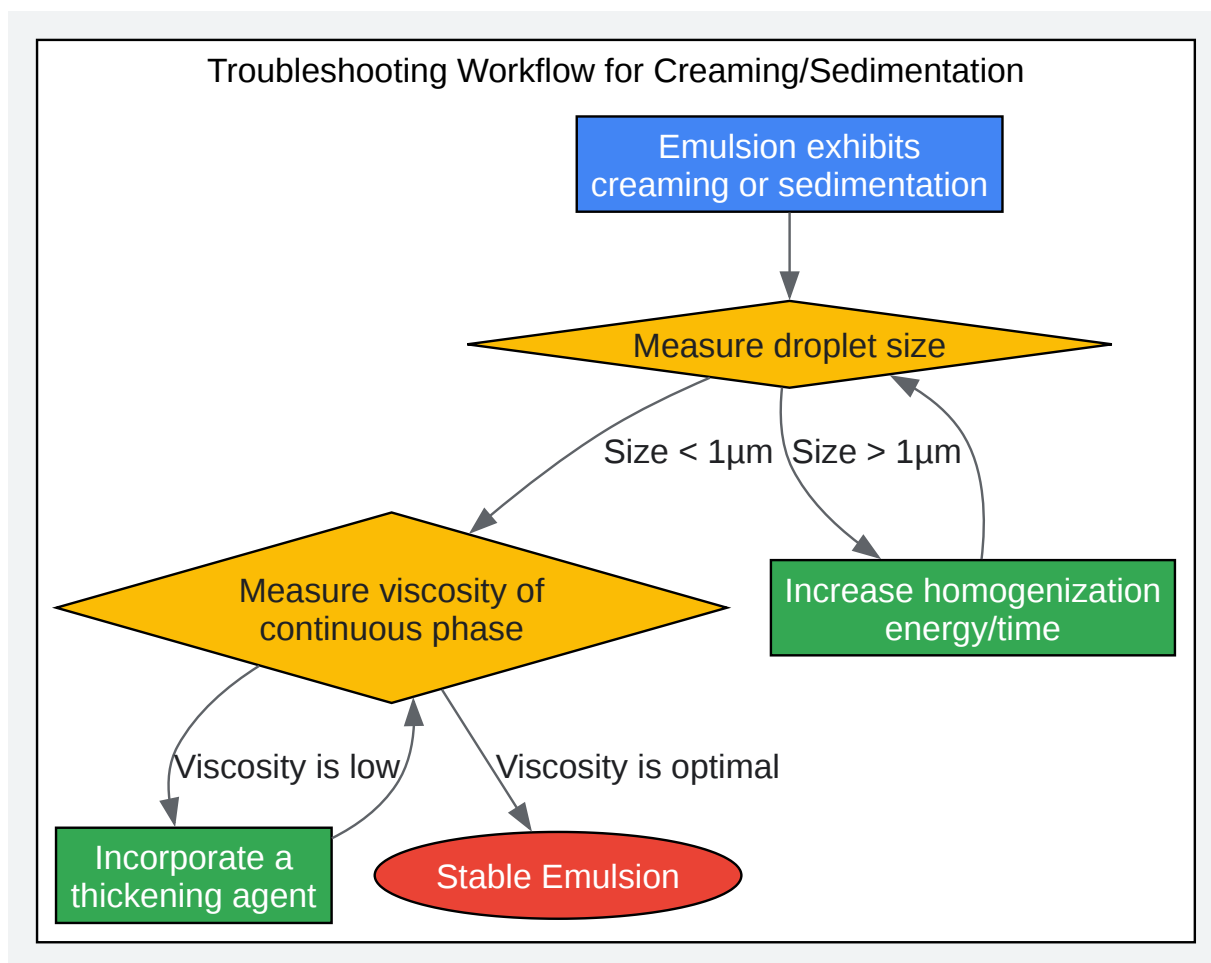 Troubleshooting Workflow for Creaming/Sedimentation
Emulsion exhibits
creaming or sedimentation
Measure droplet size
Size < 1µm
Size > 1µm
Measure viscosity of
continuous phase
Increase homogenization
energy/time
Viscosity is low
Viscosity is optimal
Incorporate a
thickening agent
Stable Emulsion